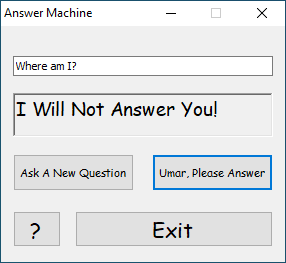 Answer Machine
Where am I?
I Will Not Answer You!
Ask A New Question
Umar, Please Answer
?
Exit